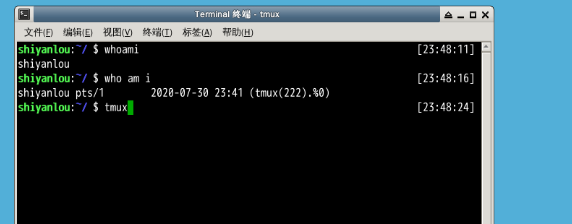 Terminal 终端 - tmux
文件(F) 编辑(E) 视图(V) 终端(T) 标签(A) 帮助(H)
shiyanlou:~/ $ whoami [23:48:11]
shiyanlou
shiyanlou:~/ $ who am i [23:48:16]
shiyanlou pts/1 2020-07-30 23:41 (tmux(222).%0)
shiyanlou:~/ $ tmux [23:48:24]